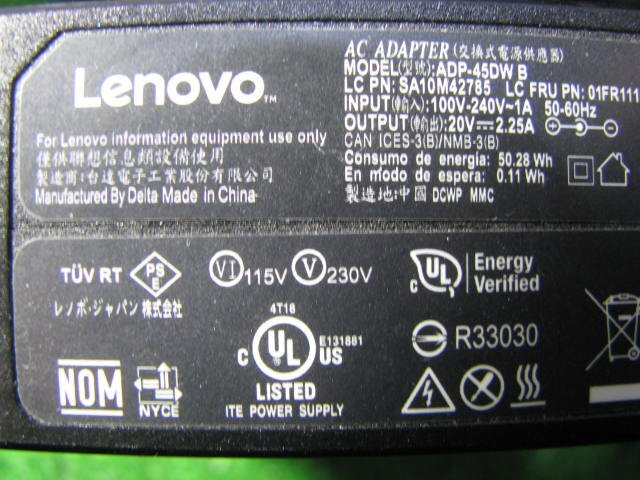 Lenovo™
For Lenovo information equipment use only
僅供聯想信息類設備使用
製造商:台達電子工業股份有限公司
Manufactured By Delta Made in China
AC ADAPTER(交換式電源供應器)
MODEL(型號):ADP-45DW B
LC PN: SA10M42785 LC FRU PN: 01FR111
INPUT(輸入): 100V-240V~1A 50-60Hz
OUTPUT(輸出): 20V⎓2.25A
CAN ICES-3(B)/NMB-3(B)
Consumo de energia: 50.28 Wh
En modo de espera: 0.11 Wh
製造地:中國 DCWP MMC
TÜV RT
PS
E
VI 115V V 230V
c UL Energy
Verified
レノボ・ジャパン 株式会社
4T18
E131881
c UL US
LISTED
ITE POWER SUPPLY
R33030
NOM
NYCE